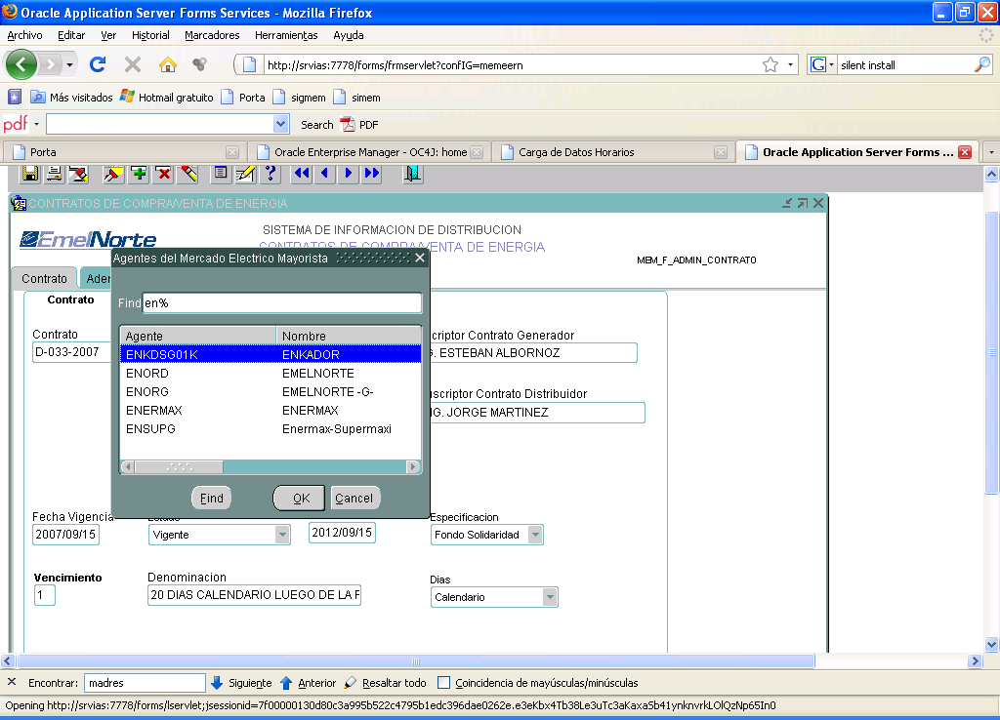 Oracle Application Server Forms Services - Mozilla Firefox
Archivo Editar Ver Historial Marcadores Herramientas Ayuda
http://srvias:7778/forms/frmservlet?confIG=memeern
silent install
Más visitados Hotmail gratuito Porta sigmem simem
pdf Search PDF
Porta Oracle Enterprise Manager - OC4J: home Carga de Datos Horarios Oracle Application Server Forms ...
CONTRATOS DE COMPRA/VENTA DE ENERGIA
EmelNorte
SISTEMA DE INFORMACION DE DISTRIBUCION
CONTRATOS DE COMPRA/VENTA DE ENERGIA
MEM_F_ADMIN_CONTRATO
Agentes del Mercado Electrico Mayorista
Contrato Aden
Contrato
Find en%
Contrato
criptor Contrato Generador
D-033-2007
G. ESTEBAN ALBORNOZ
Agente Nombre
ENKDSG01K ENKADOR
ENORD EMELNORTE
ENORG EMELNORTE -G-
ENERMAX ENERMAX
ENSUPG Enermax-Supermaxi
uscriptor Contrato Distribuidor
IG. JORGE MARTINEZ
Find OK Cancel
Fecha Vigencia Estado Especificacion
2007/09/15 Vigente 2012/09/15 Fondo Solidaridad
Vencimiento Denominacion Dias
1 20 DIAS CALENDARIO LUEGO DE LA F Calendario
Encontrar: madres Siguiente Anterior Resaltar todo Coincidencia de mayúsculas/minúsculas
Opening http://srvias:7778/forms/lservlet;jsessionid=7f00000130d80c3a995b522c4795b1edc396dae0262e.e3eKbx4Tb38Le3uTc3aKaxaSb41ynknvrkLOlQzNp65In0